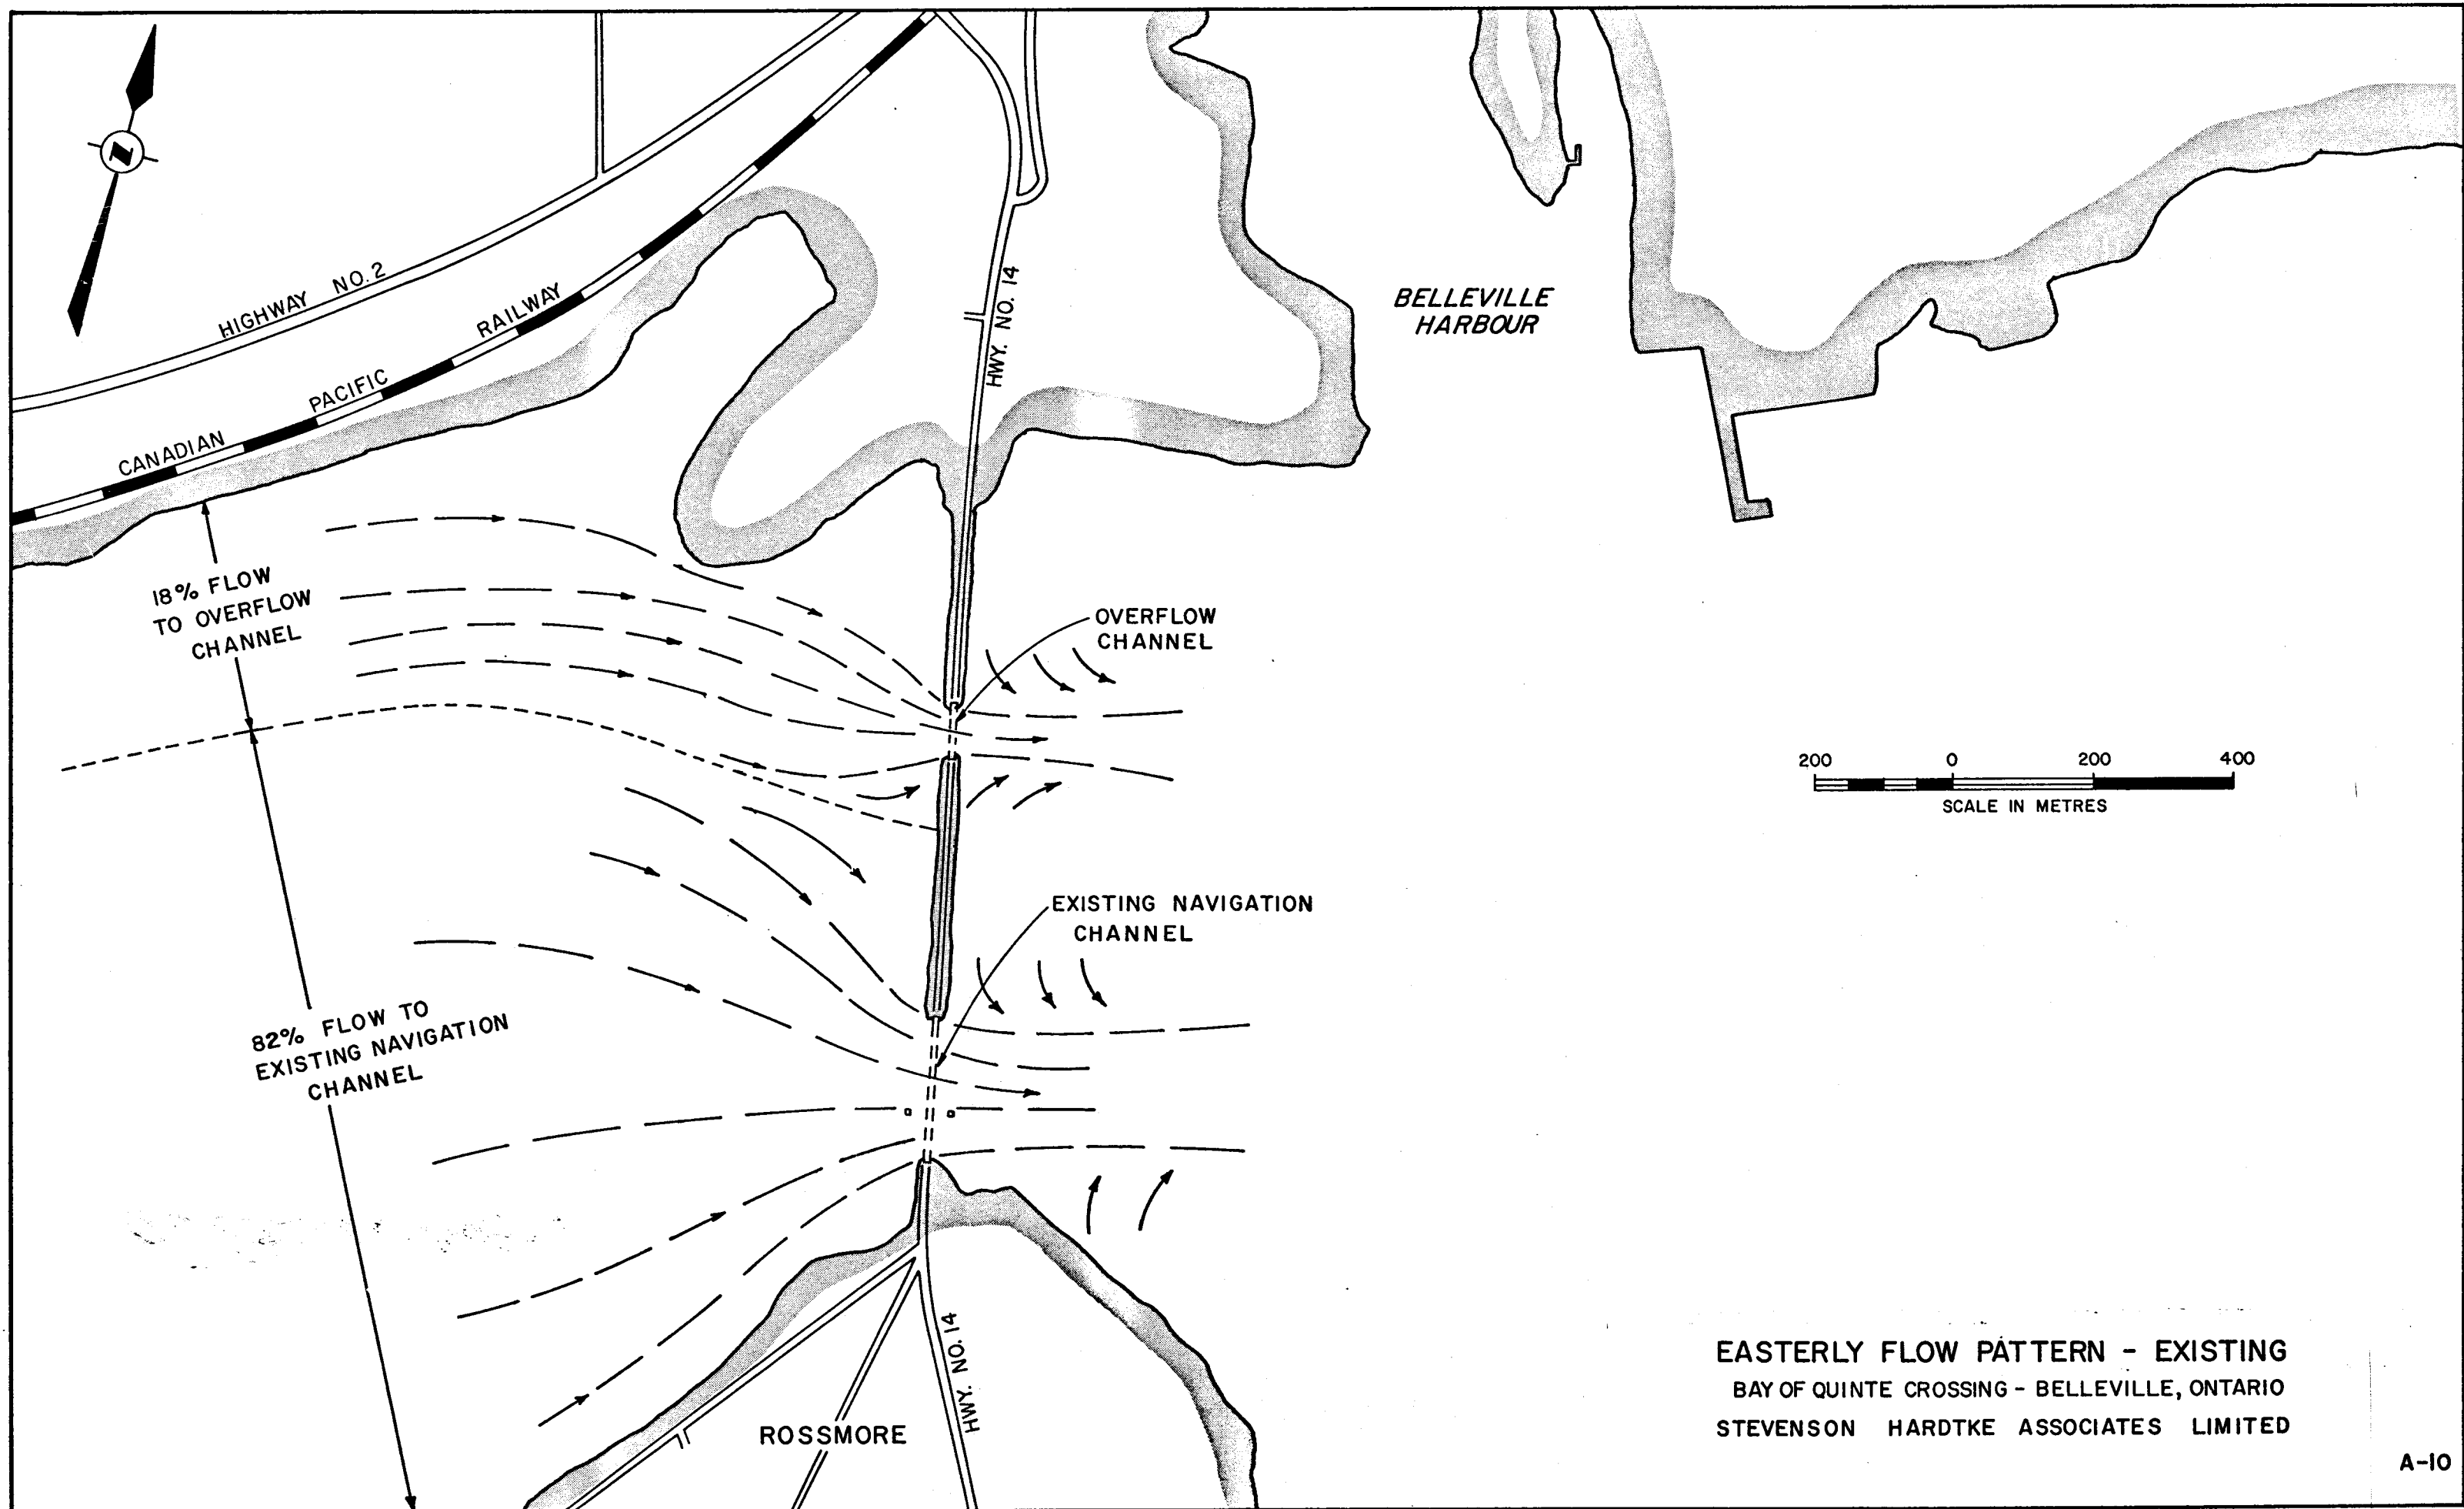 N
HIGHWAY NO. 2
CANADIAN PACIFIC RAILWAY
HWY. NO. 14
BELLEVILLE
HARBOUR
18% FLOW
TO OVERFLOW
CHANNEL
OVERFLOW
CHANNEL
200 0 200 400
SCALE IN METRES
EXISTING NAVIGATION
CHANNEL
82% FLOW TO
EXISTING NAVIGATION
CHANNEL
HWY. NO. 14
ROSSMORE
EASTERLY FLOW PATTERN - EXISTING
BAY OF QUINTE CROSSING - BELLEVILLE, ONTARIO
STEVENSON HARDTKE ASSOCIATES LIMITED
A-10